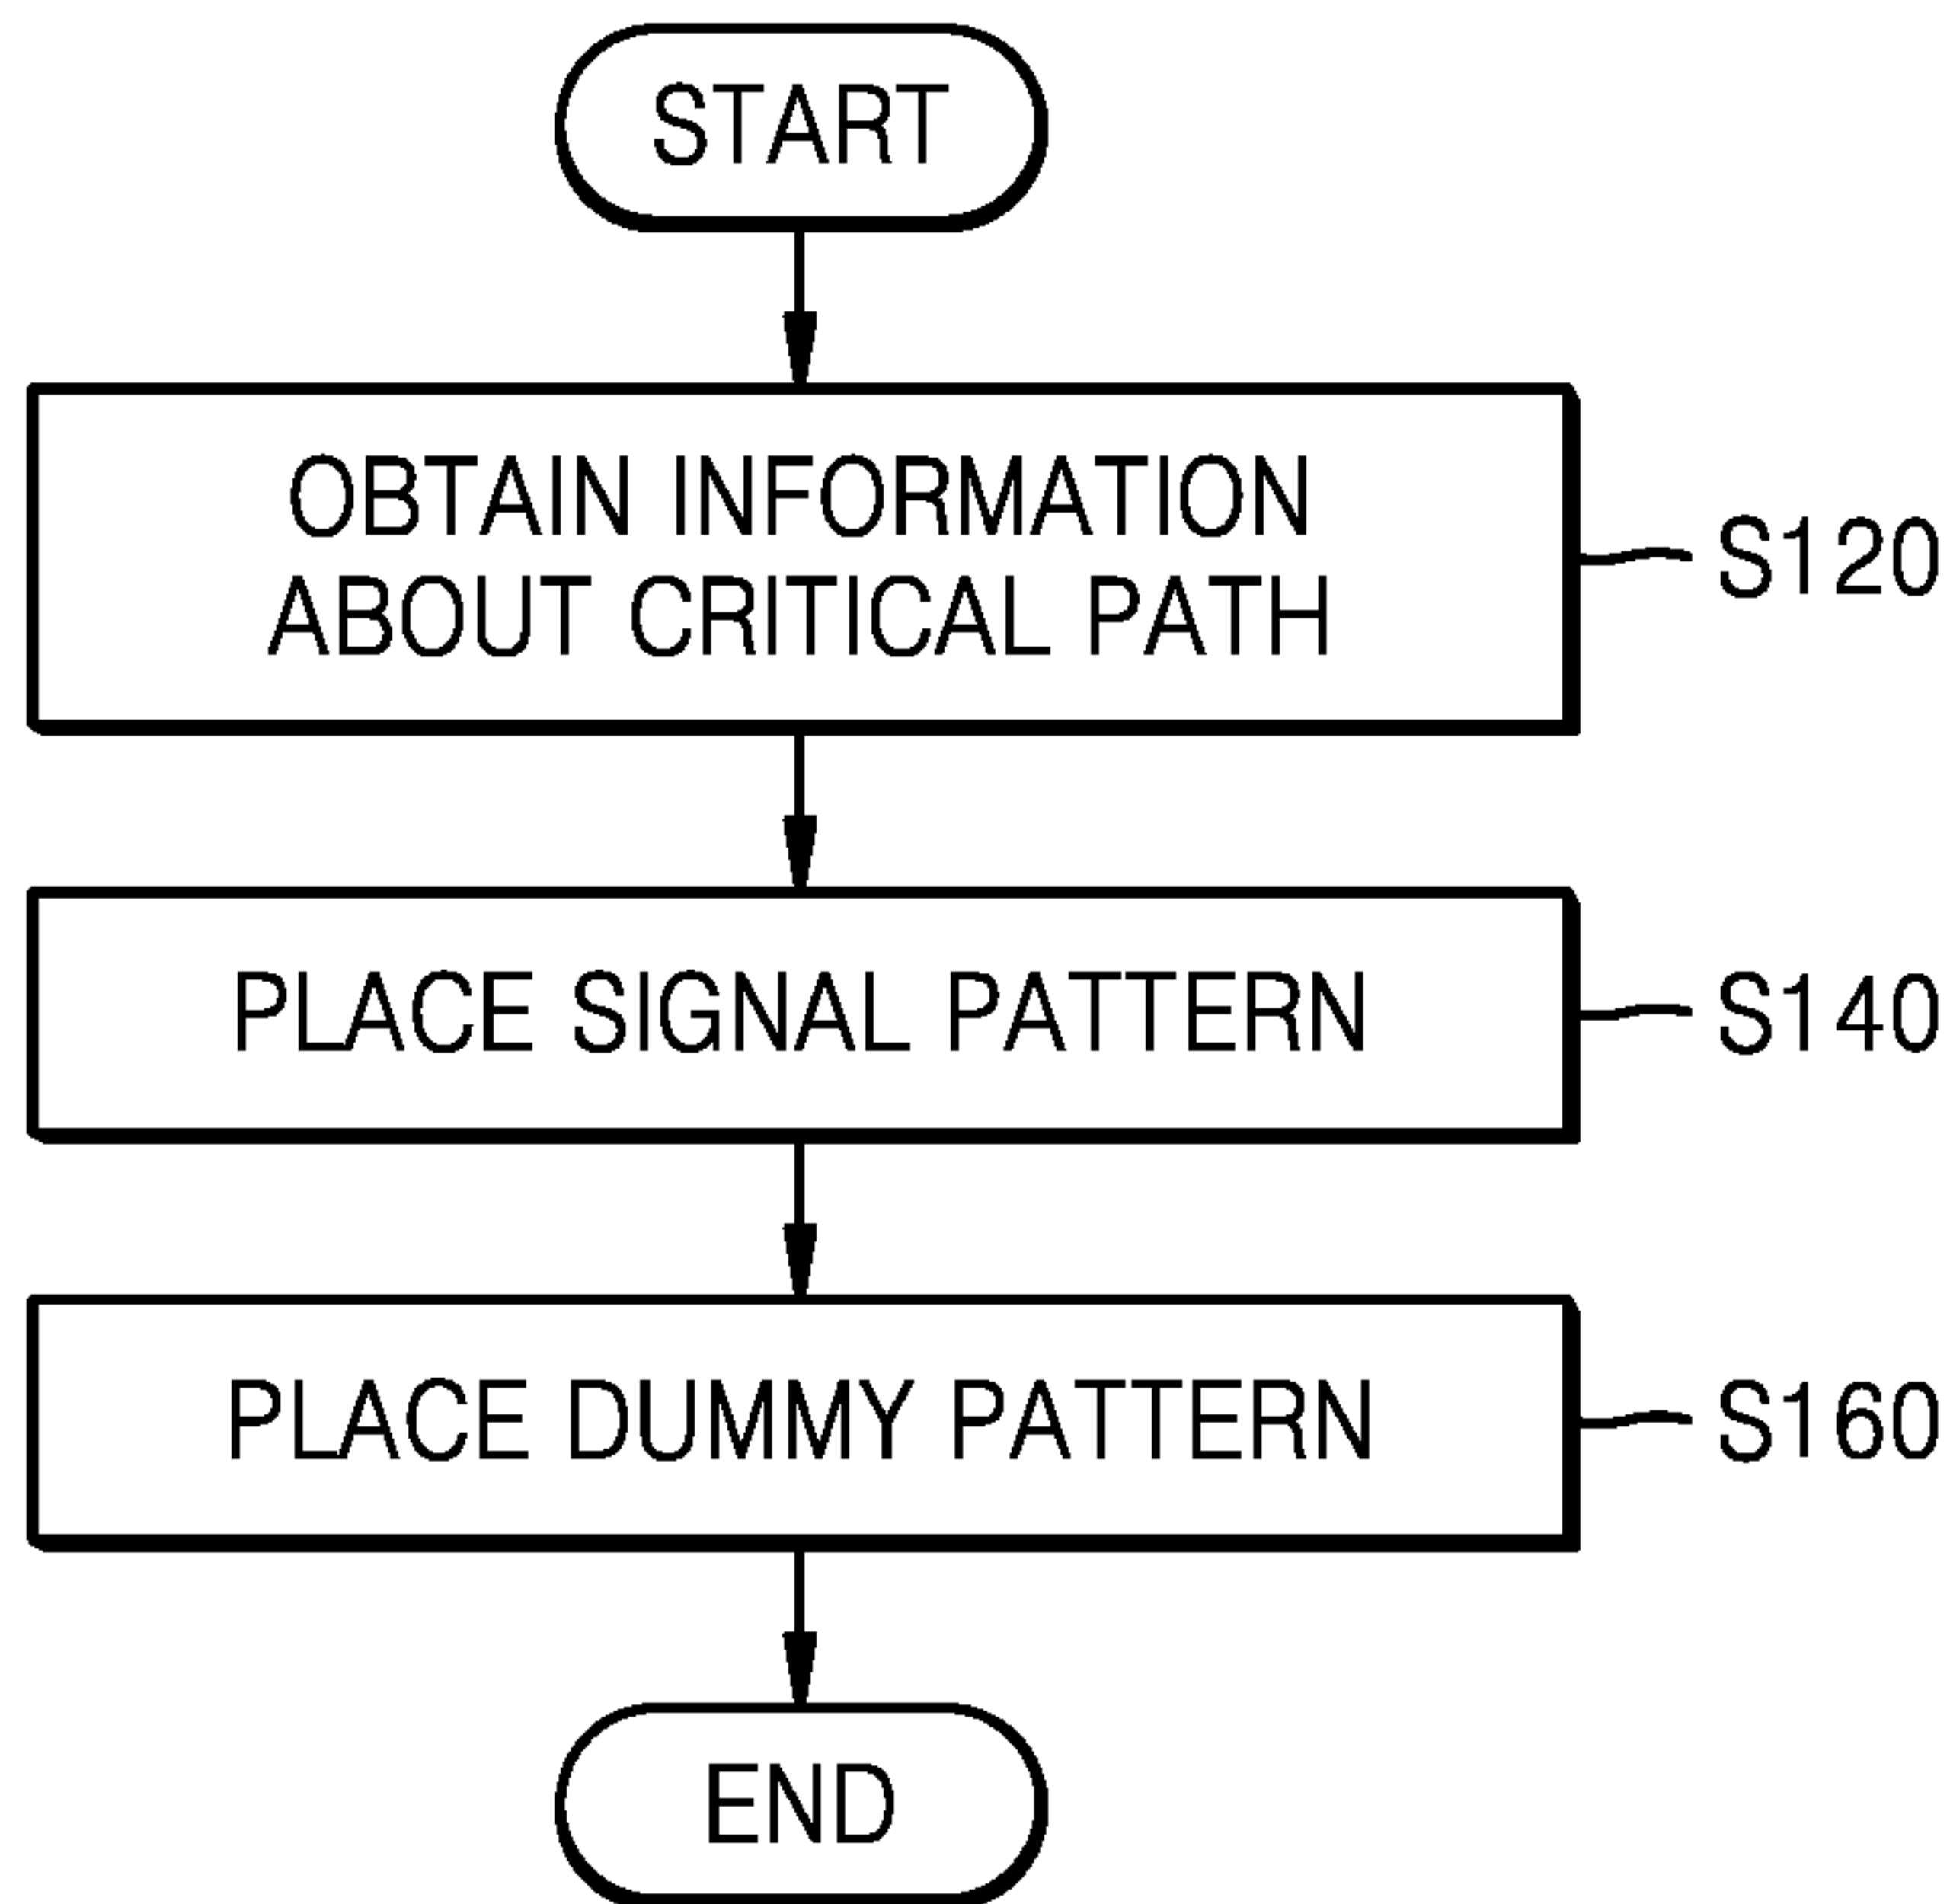 START
OBTAIN INFORMATION
ABOUT CRITICAL PATH
S120
PLACE SIGNAL PATTERN
S140
PLACE DUMMY PATTERN
S160
END